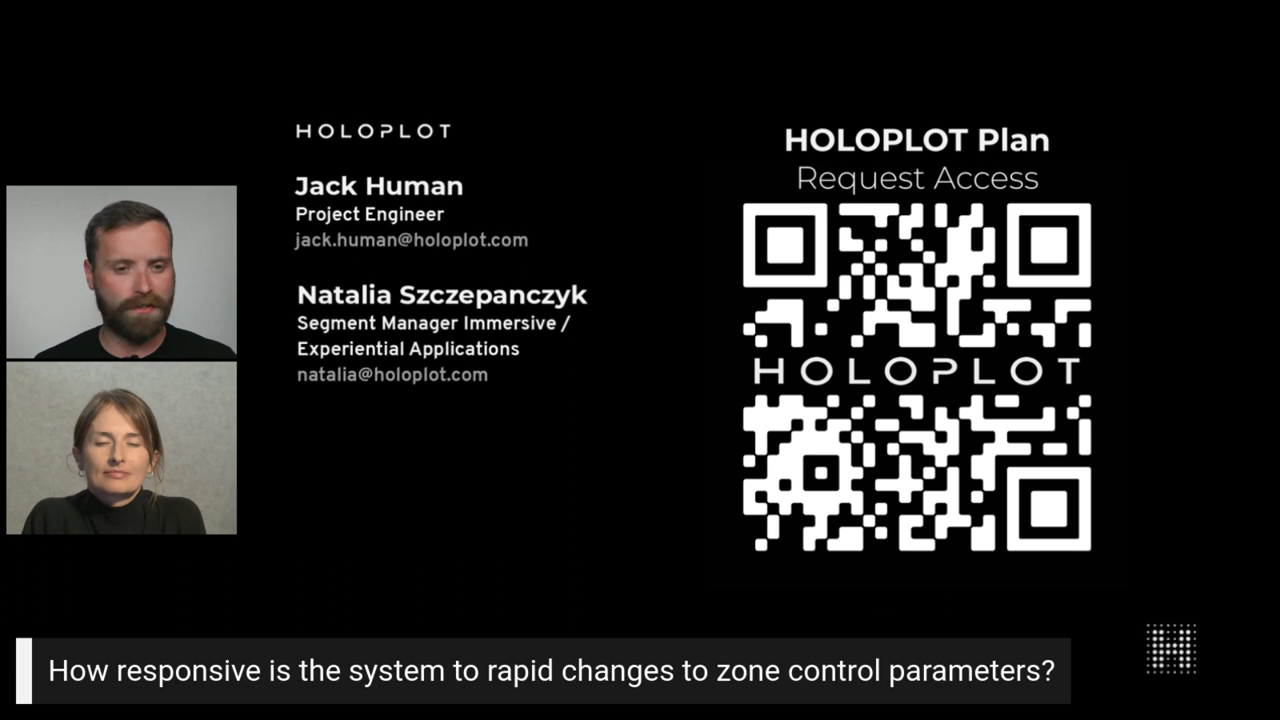 HOLOPLOT
Jack Human
Project Engineer
jack.human@holoplot.com
Natalia Szczepanczyk
Segment Manager Immersive /
Experiential Applications
natalia@holoplot.com
HOLOPLOT Plan
Request Access
HOLOPLOT
How responsive is the system to rapid changes to zone control parameters?
H